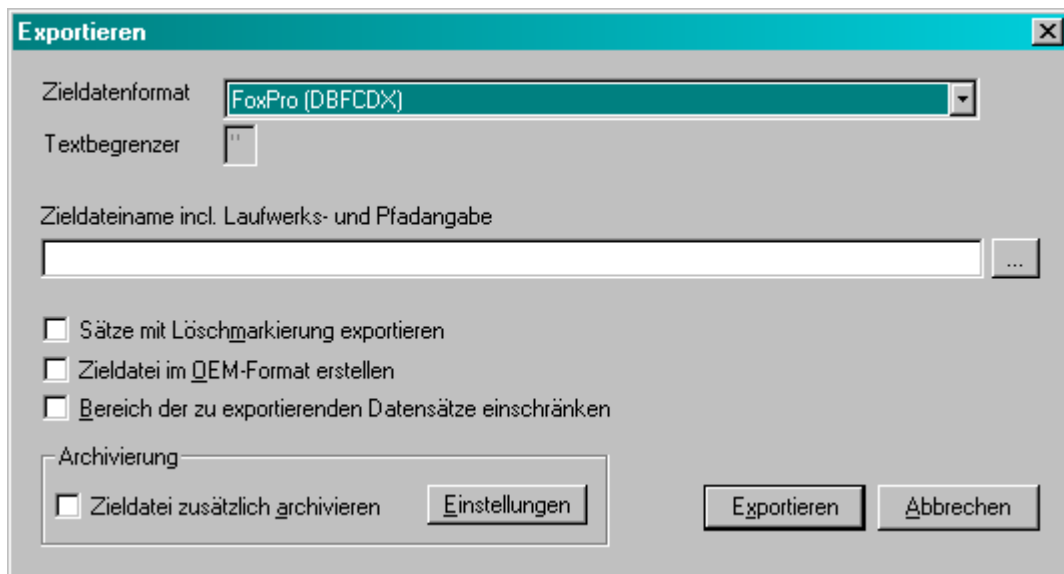 Exportieren
Zieldatenformat FoxPro (DBFCDX)
Textbegrenzer "
Zieldateiname incl. Laufwerks- und Pfadangabe
...
Sätze mit Löschmarkierung exportieren
Zieldatei im OEM-Format erstellen
Bereich der zu exportierenden Datensätze einschränken
Archivierung
Zieldatei zusätzlich archivieren Einstellungen Exportieren Abbrechen